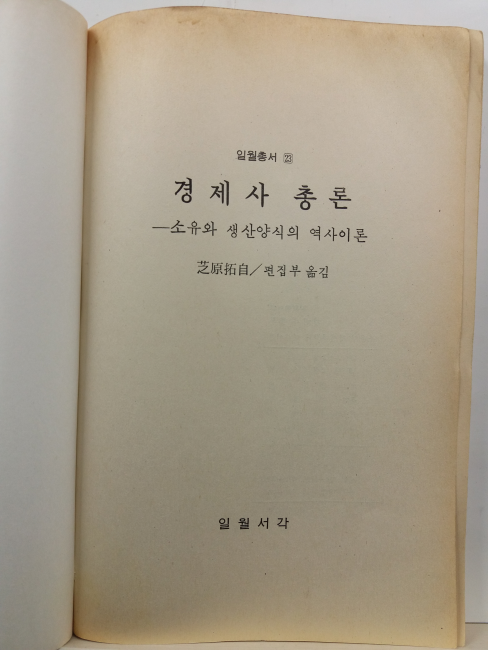 일월총서 ㉓
경제사 총론
—소유와 생산양식의 역사이론
芝原拓自／편집부 옮김
일월서각